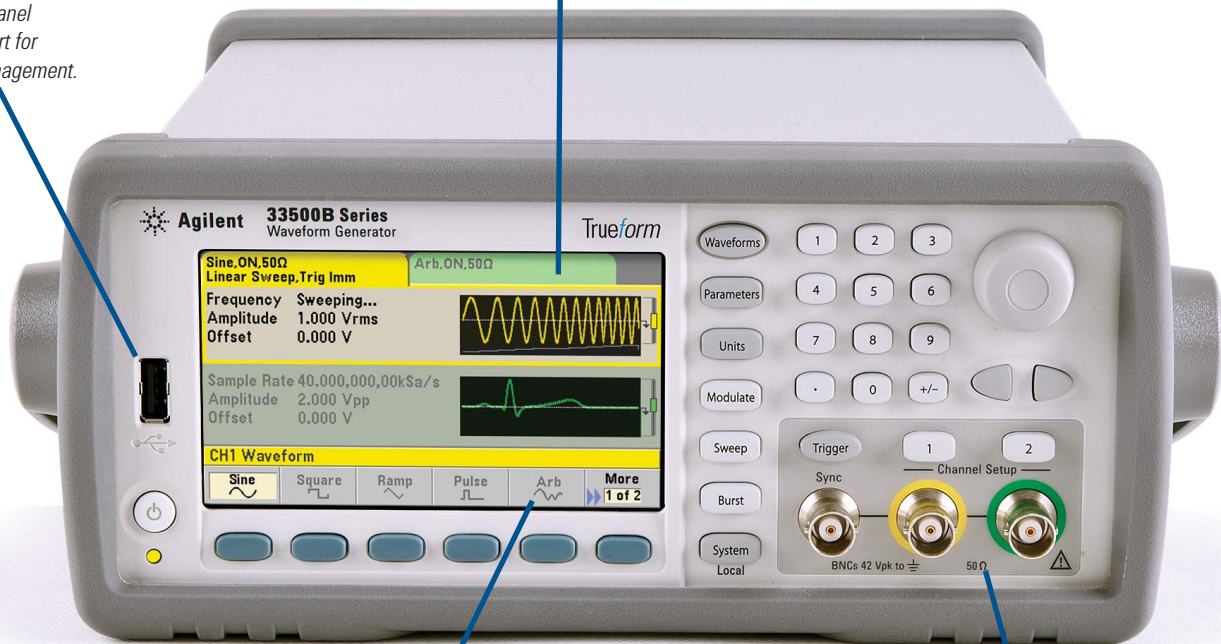 anel
rt for
nagement.
Agilent 33500B Series
Waveform Generator
Trueform
Sine,ON,50Ω
Linear Sweep,Trig Imm
Arb,ON,50Ω
Frequency Sweeping...
Amplitude 1.000 Vrms
Offset 0.000 V
Sample Rate 40.000,000,00kSa/s
Amplitude 2.000 Vpp
Offset 0.000 V
CH1 Waveform
Sine Square Ramp Pulse Arb More
1 of 2
Waveforms 1 2 3
Parameters 4 5 6
Units 7 8 9
Modulate . 0 +/−
Sweep Trigger 1 2
Channel Setup
Sync
Burst
System
Local
BNCs 42 Vpk to 50 Ω